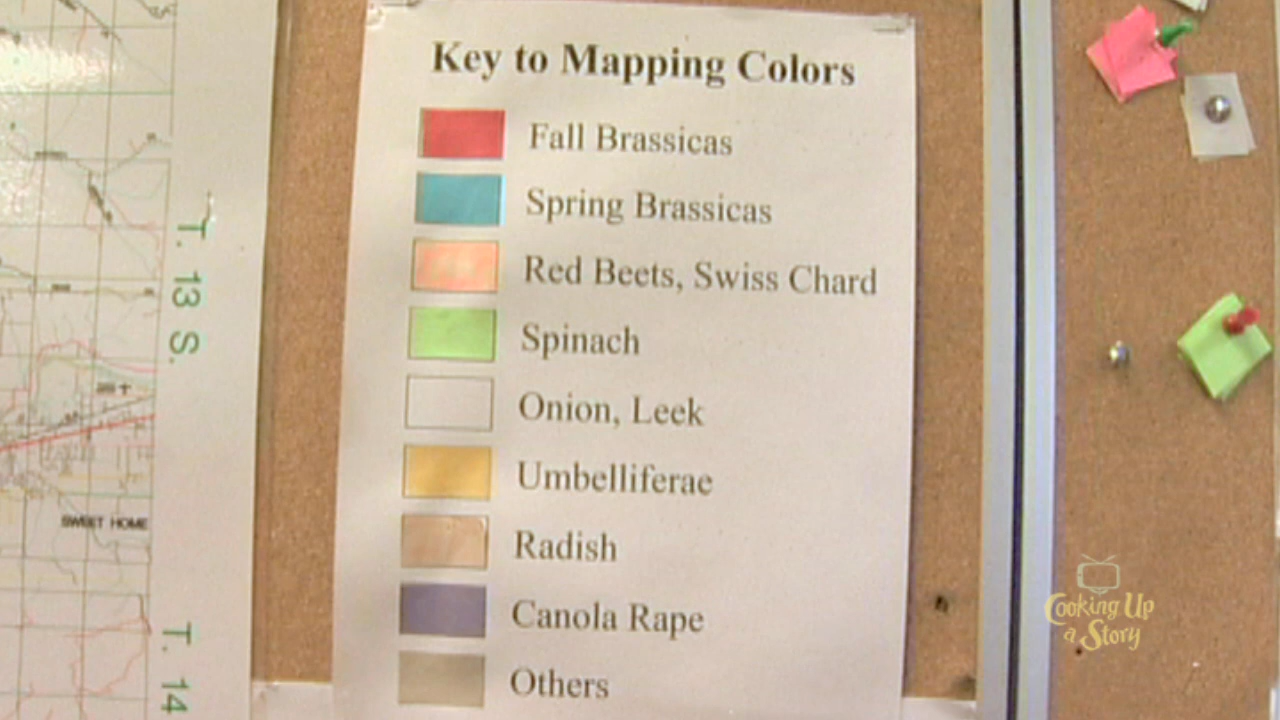 Key to Mapping Colors
Fall Brassicas
Spring Brassicas
Red Beets, Swiss Chard
Spinach
Onion, Leek
Umbelliferae
Radish
Canola Rape
Others
T. 13 S.
SWEET HOME
T. 14
Cooking Up
a Story